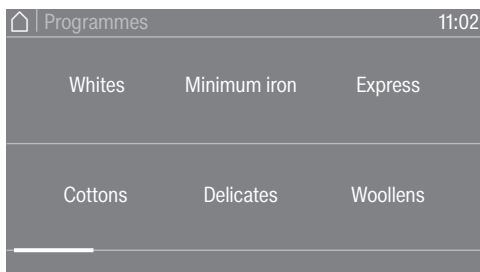 Programmes 11:02
Whites Minimum iron Express
Cottons Delicates Woollens